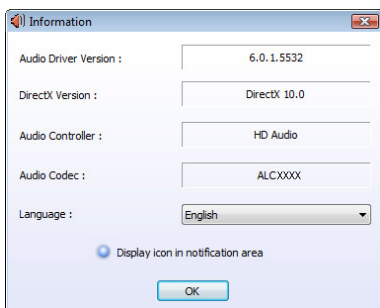 Information
Audio Driver Version :
6.0.1.5532
DirectX Version :
DirectX 10.0
Audio Controller :
HD Audio
Audio Codec :
ALCXXXX
Language :
English
Display icon in notification area
OK